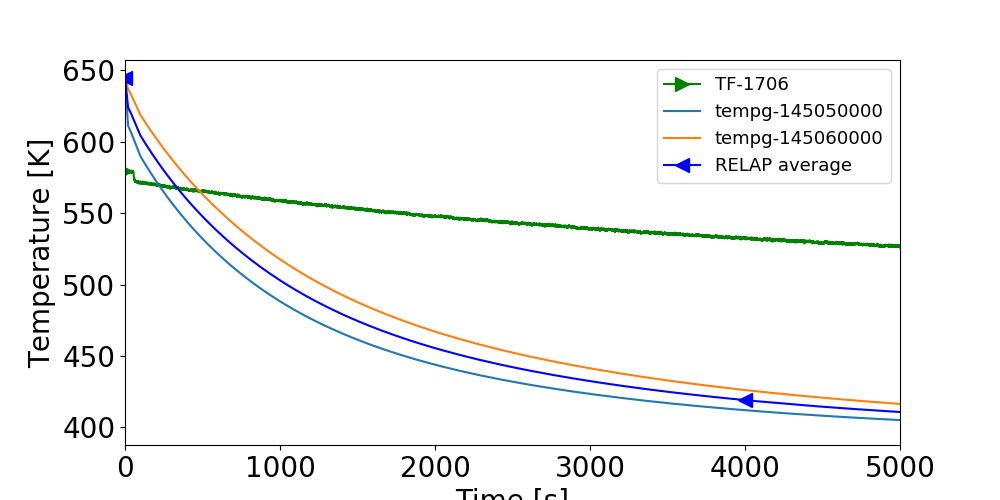 TF-1706
tempg-145050000
tempg-145060000
RELAP average
Temperature [K]
650
600
550
500
450
400
0 1000 2000 3000 4000 5000
Time [s]